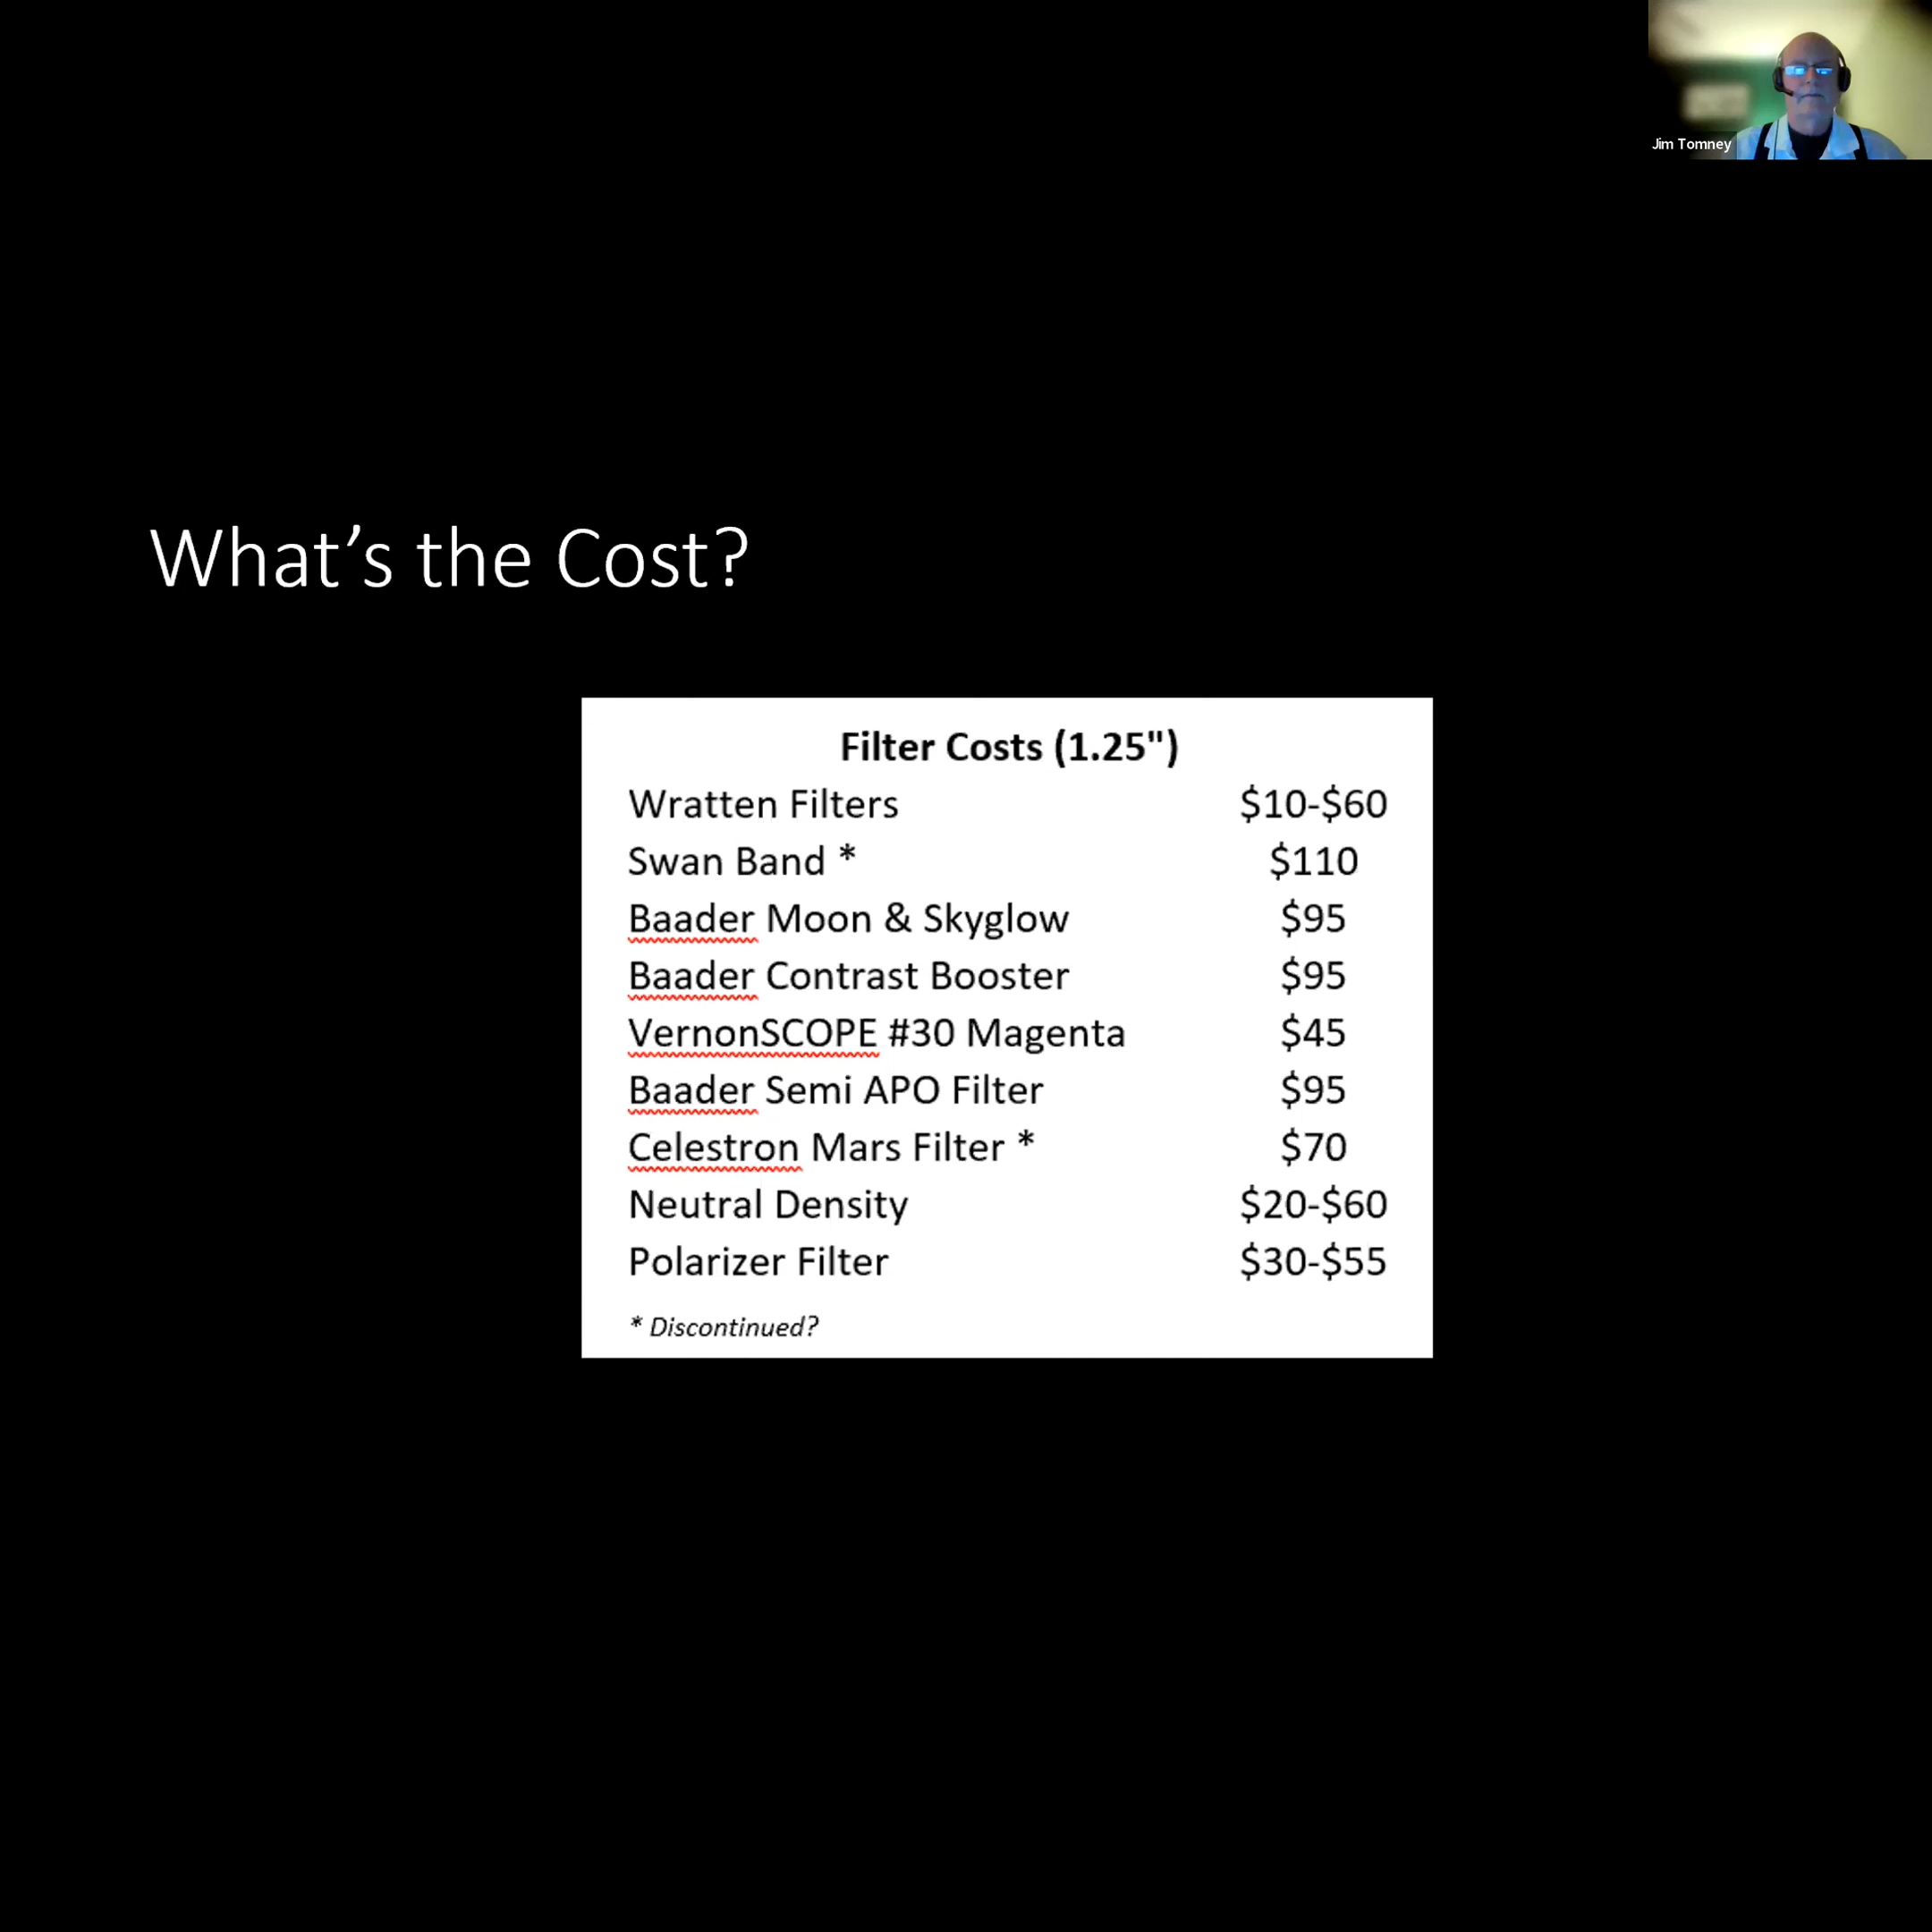 Jim Tomney
What’s the Cost?
Filter Costs (1.25")
Wratten Filters $10-$60
Swan Band * $110
Baader Moon & Skyglow $95
Baader Contrast Booster $95
VernonSCOPE #30 Magenta $45
Baader Semi APO Filter $95
Celestron Mars Filter * $70
Neutral Density $20-$60
Polarizer Filter $30-$55
* Discontinued?